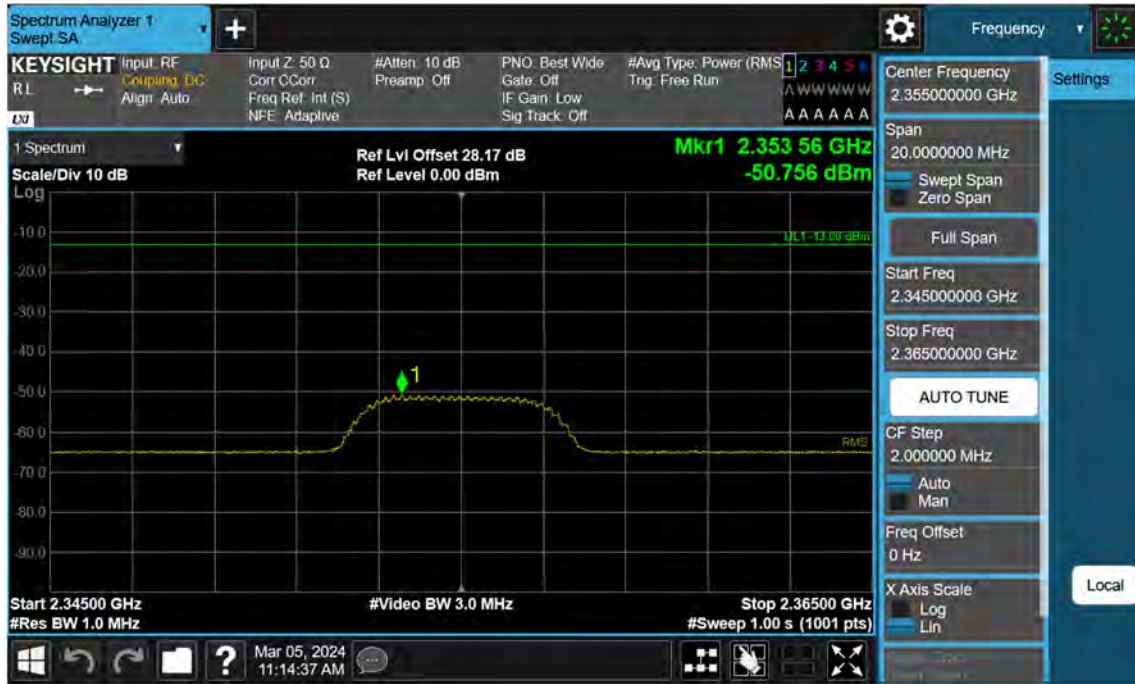 Spectrum Analyzer 1
Swept SA
Frequency
KEYSIGHT
RL
LXI
Input: RF
Coupling: DC
Align: Auto
Input Z: 50 Ω
Corr CCorr
Freq Ref: Int (S)
NFE: Adaptive
#Atten: 10 dB
Preamp: Off
PNO: Best Wide
Gate: Off
IF Gain: Low
Sig Track: Off
#Avg Type: Power (RMS
Trig: Free Run
1 2 3 4 5 6
A W W W W W
A A A A A A
Center Frequency
2.355000000 GHz
Settings
1 Spectrum
Scale/Div 10 dB
Ref Lvl Offset 28.17 dB
Ref Level 0.00 dBm
Mkr1 2.353 56 GHz
-50.756 dBm
Span
20.0000000 MHz
Swept Span
Zero Span
Full Span
Start Freq
2.345000000 GHz
Stop Freq
2.365000000 GHz
AUTO TUNE
CF Step
2.000000 MHz
Auto
Man
Freq Offset
0 Hz
X Axis Scale
Log
Lin
Local
Log
-10.0
DL1 -13.00 dBm
-20.0
-30.0
-40.0
1
-50.0
-60.0
RMS
-70.0
-80.0
-90.0
Start 2.34500 GHz
#Video BW 3.0 MHz
Stop 2.36500 GHz
#Res BW 1.0 MHz
#Sweep 1.00 s (1001 pts)
?
Mar 05, 2024
11:14:37 AM